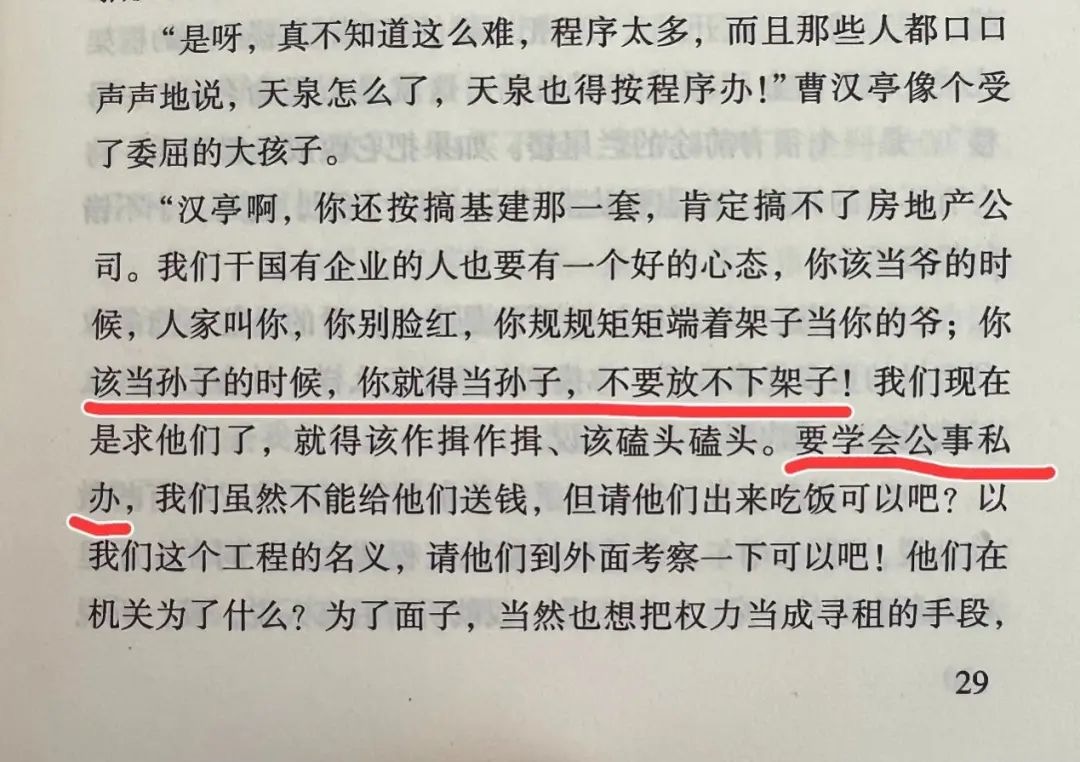 “是呀，真不知道这么难，程序太多，而且那些人都口口
声声地说，天泉怎么了，天泉也得按程序办！”曹汉亭像个受
了委屈的大孩子。
“汉亭啊，你还按搞基建那一套，肯定搞不了房地产公
司。我们干国有企业的人也要有一个好的心态，你该当爷的时
候，人家叫你，你别脸红，你规规矩矩端着架子当你的爷；你
该当孙子的时候，你就得当孙子，不要放不下架子！我们现在
是求他们了，就得该作揖作揖、该磕头磕头。要学会公事私
办，我们虽然不能给他们送钱，但请他们出来吃饭可以吧？以
我们这个工程的名义，请他们到外面考察一下可以吧！他们在
机关为了什么？为了面子，当然也想把权力当成寻租的手段，
29